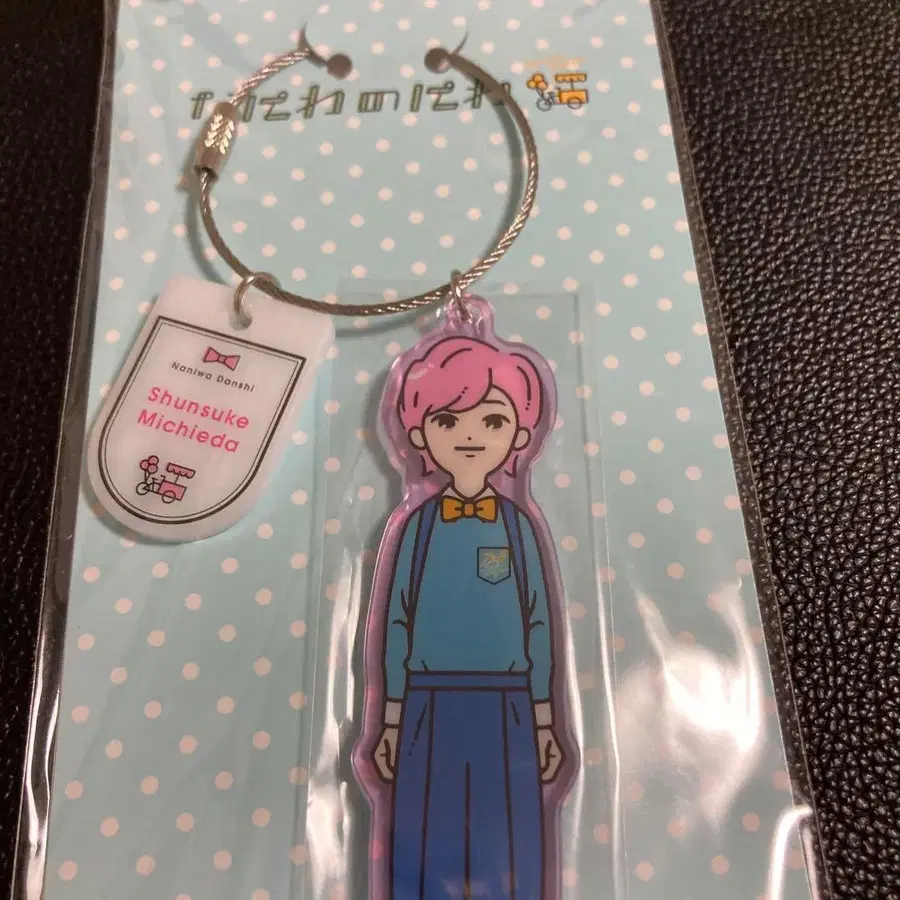 なにわのにわ
Naniwa Danshi
Shunsuke
Michieda